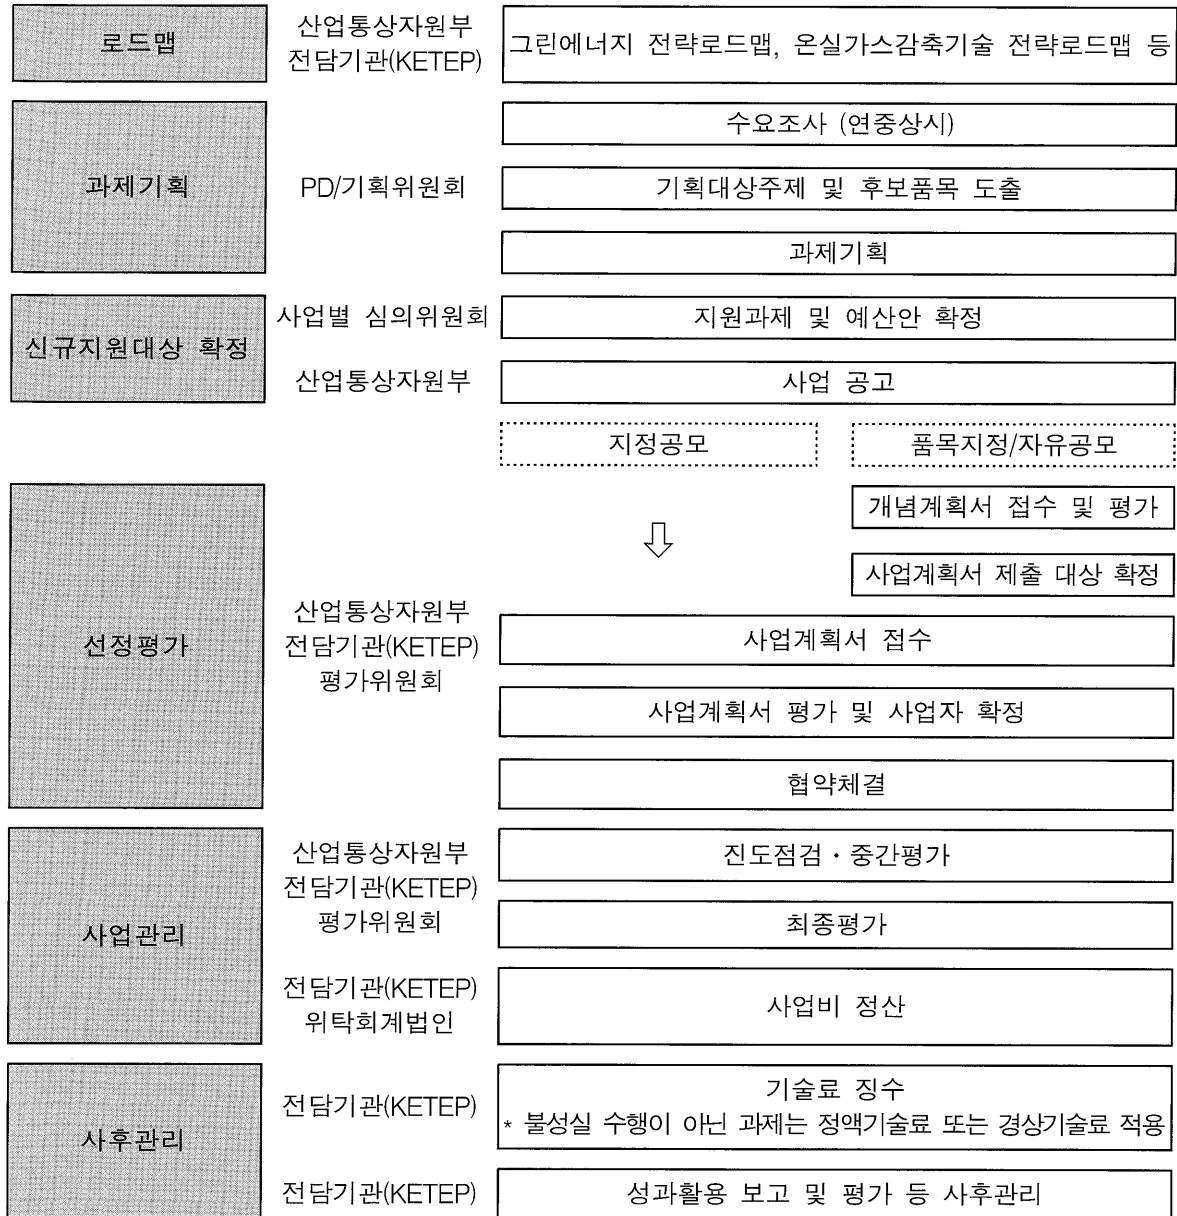 로드맵
산업통상자원부
전담기관(KETEP)
그린에너지 전략로드맵, 온실가스감축기술 전략로드맵 등
과제기획
PD/기획위원회
수요조사 (연중상시)
기획대상주제 및 후보품목 도출
과제기획
신규지원대상 확정
사업별 심의위원회
지원과제 및 예산안 확정
산업통상자원부
사업 공고
지정공모
품목지정/자유공모
개념계획서 접수 및 평가
사업계획서 제출 대상 확정
선정평가
산업통상자원부
전담기관(KETEP)
평가위원회
사업계획서 접수
사업계획서 평가 및 사업자 확정
협약체결
사업관리
산업통상자원부
전담기관(KETEP)
평가위원회
진도점검·중간평가
최종평가
전담기관(KETEP)
위탁회계법인
사업비 정산
사후관리
전담기관(KETEP)
기술료 징수
* 불성실 수행이 아닌 과제는 정액기술료 또는 경상기술료 적용
전담기관(KETEP)
성과활용 보고 및 평가 등 사후관리